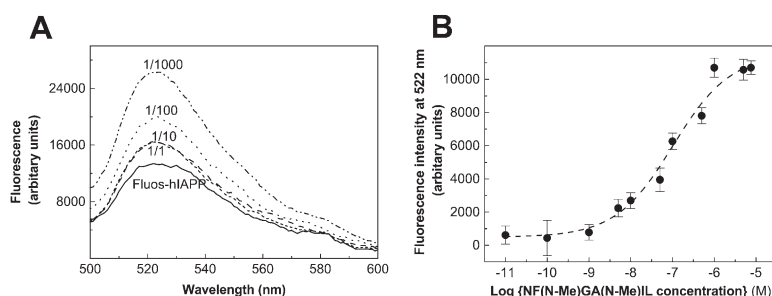 A
B
1/1000
1/100
1/10
1/1
Fluos-hIAPP
24000
16000
8000
Fluorescence
(arbitary units)
500 520 540 560 580 600
Wavelength (nm)
10000
8000
6000
4000
2000
0
Fluorescence intensity at 522 nm
(arbitary units)
-11 -10 -9 -8 -7 -6 -5
Log {NF(N-Me)GA(N-Me)IL concentration} (M)